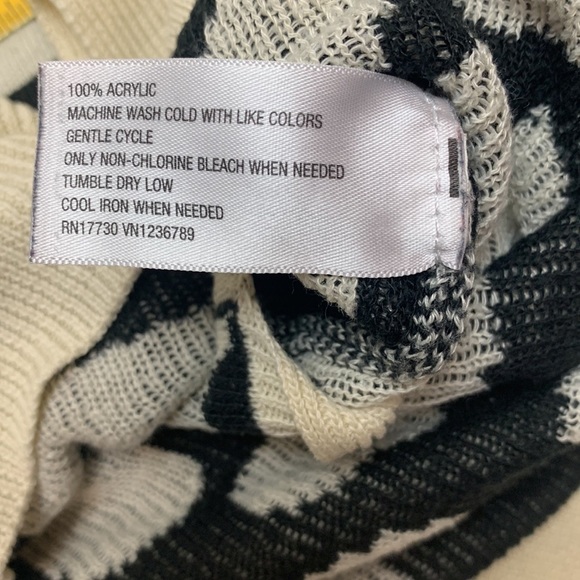 100% ACRYLIC
MACHINE WASH COLD WITH LIKE COLORS
GENTLE CYCLE
ONLY NON-CHLORINE BLEACH WHEN NEEDED
TUMBLE DRY LOW
COOL IRON WHEN NEEDED
RN17730 VN1236789